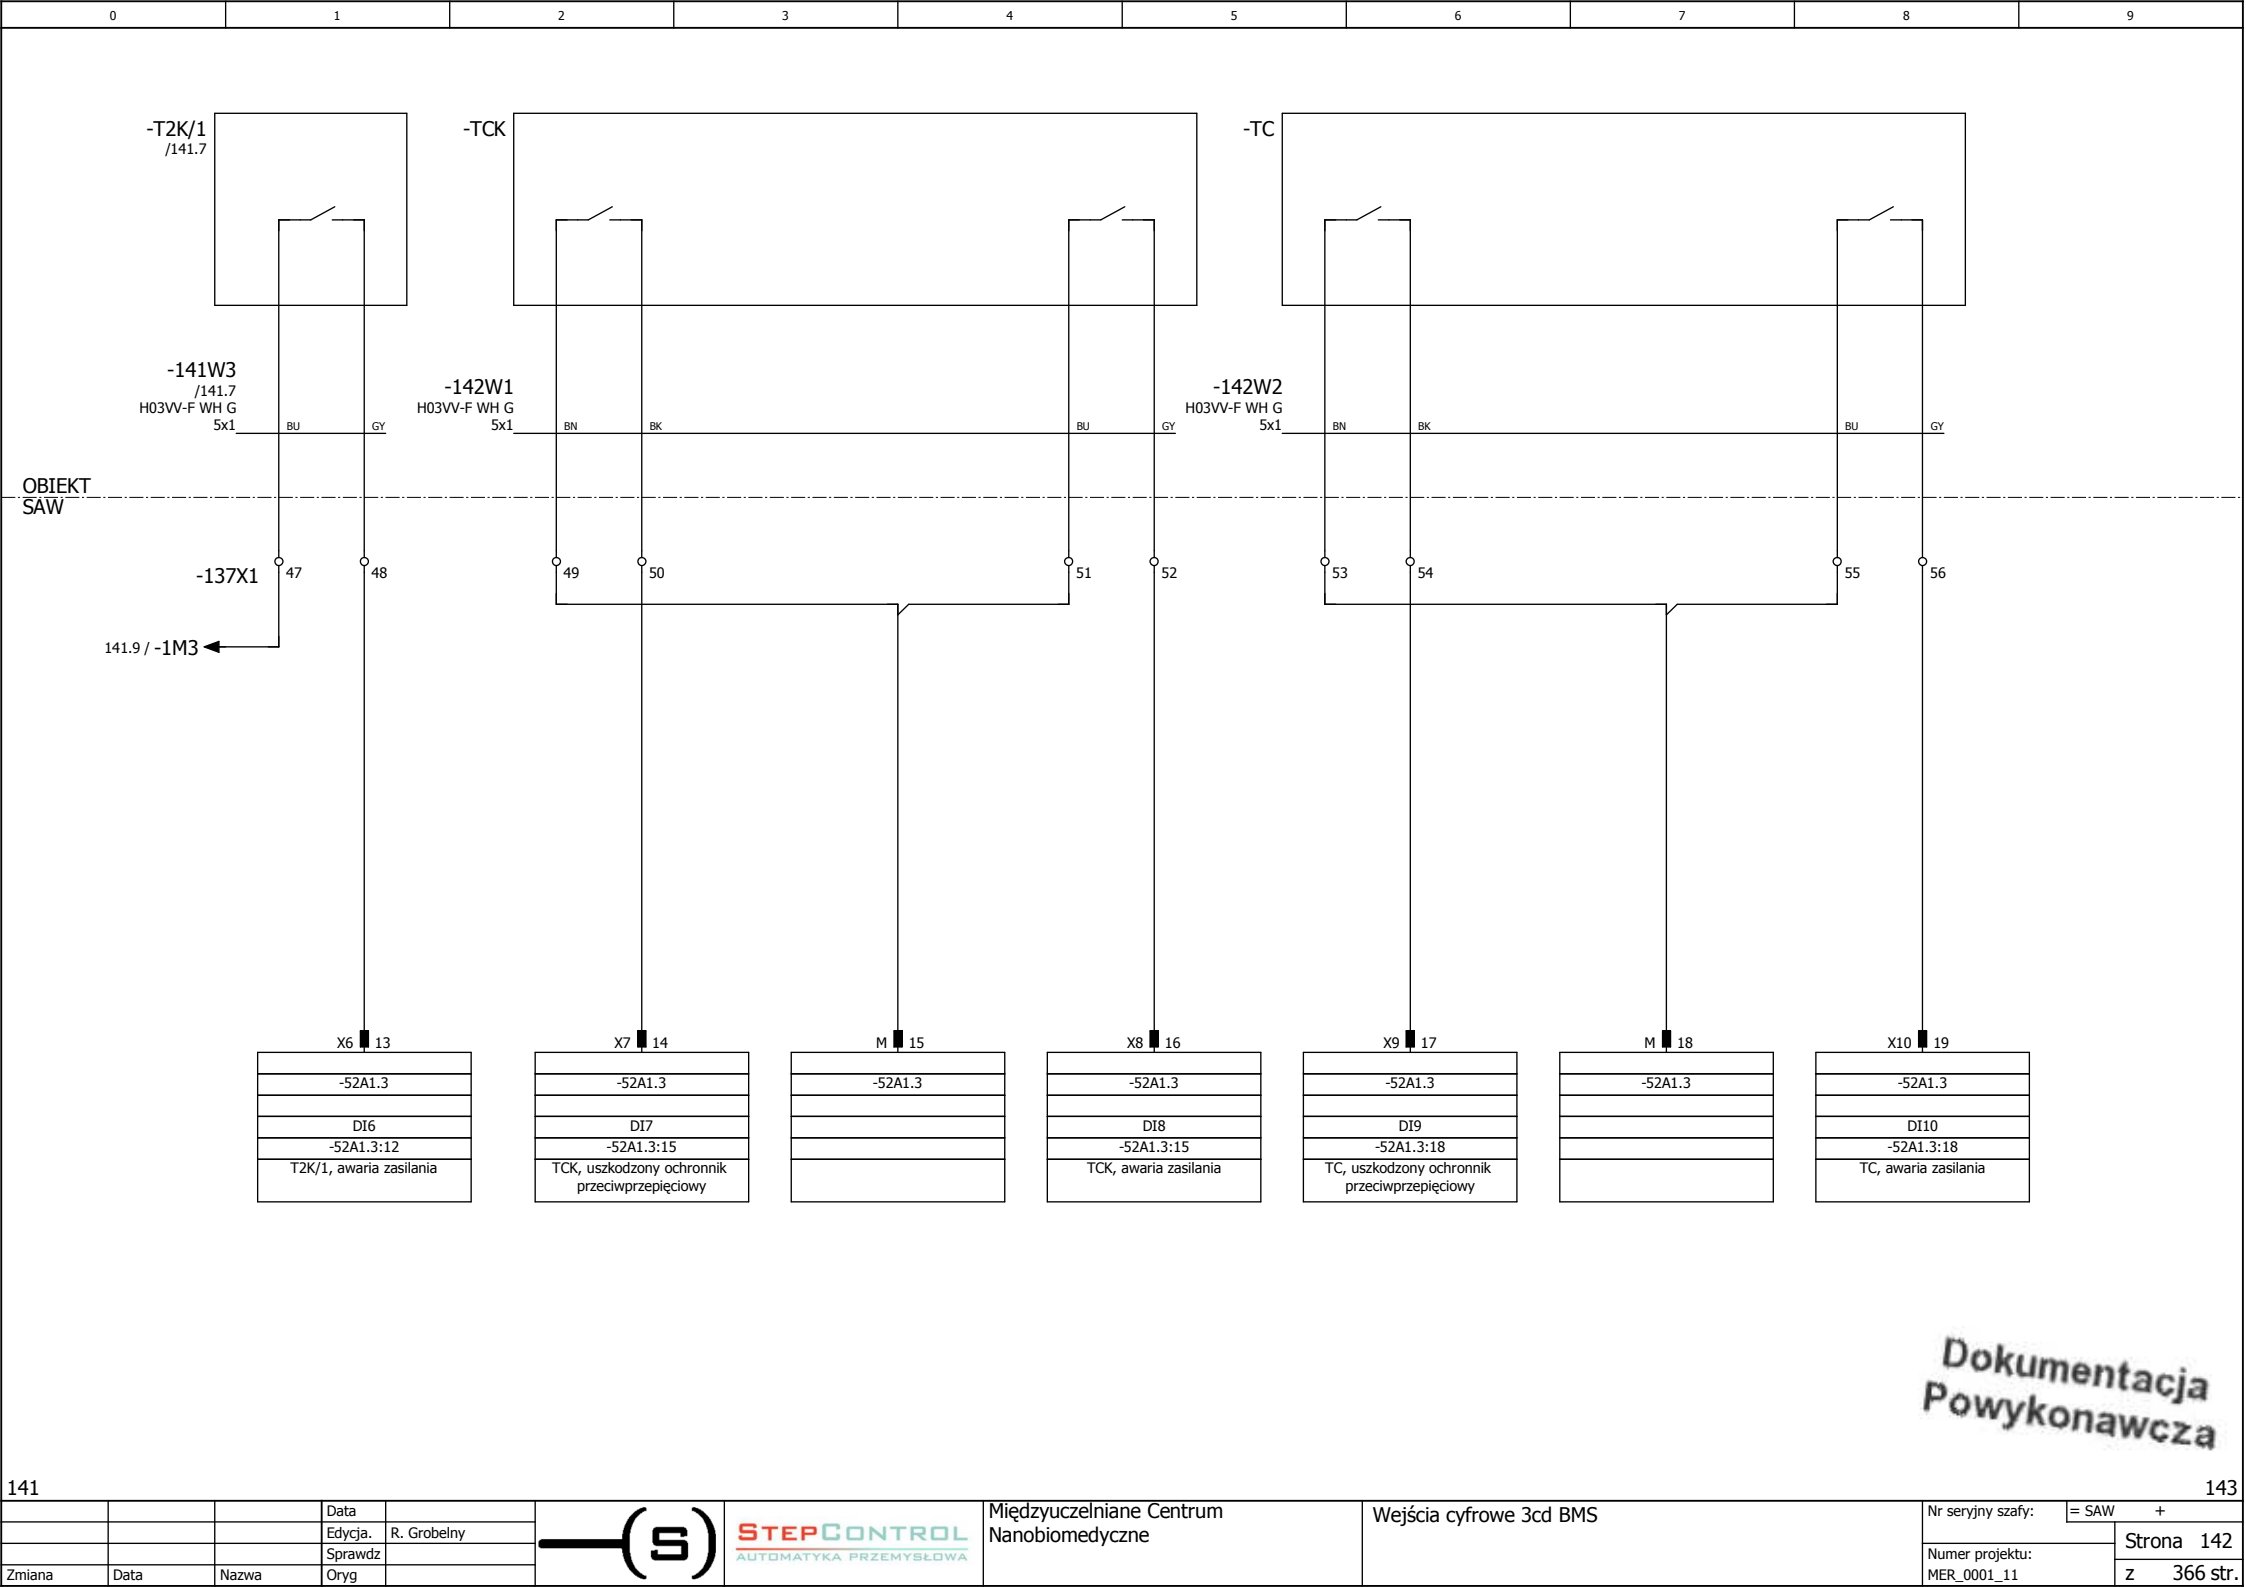 0 1 2 3 4 5 6 7 8 9
-T2K/1
/141.7
-TCK
-TC
-141W3
/141.7
H03VV-F WH G
5x1
BU GY
-142W1
H03VV-F WH G
5x1
BN BK BU GY
-142W2
H03VV-F WH G
5x1
BN BK BU GY
OBIEKT
SAW
-137X1
47 48 49 50 51 52 53 54 55 56
141.9 / -1M3
X6 13
-52A1.3
DI6
-52A1.3:12
T2K/1, awaria zasilania
X7 14
-52A1.3
DI7
-52A1.3:15
TCK, uszkodzony ochronnik
przeciwprzepięciowy
M 15
-52A1.3
X8 16
-52A1.3
DI8
-52A1.3:15
TCK, awaria zasilania
X9 17
-52A1.3
DI9
-52A1.3:18
TC, uszkodzony ochronnik
przeciwprzepięciowy
M 18
-52A1.3
X10 19
-52A1.3
DI10
-52A1.3:18
TC, awaria zasilania
Dokumentacja
Powykonawcza
141
143
Zmiana Data Nazwa
Data
Edycja. R. Grobelny
Sprawdz
Oryg
S
STEPCONTROL
AUTOMATYKA PRZEMYSŁOWA
Międzyuczelniane Centrum
Nanobiomedyczne
Wejścia cyfrowe 3cd BMS
Nr seryjny szafy:
Numer projektu:
MER_0001_11
= SAW +
Strona 142
z 366 str.